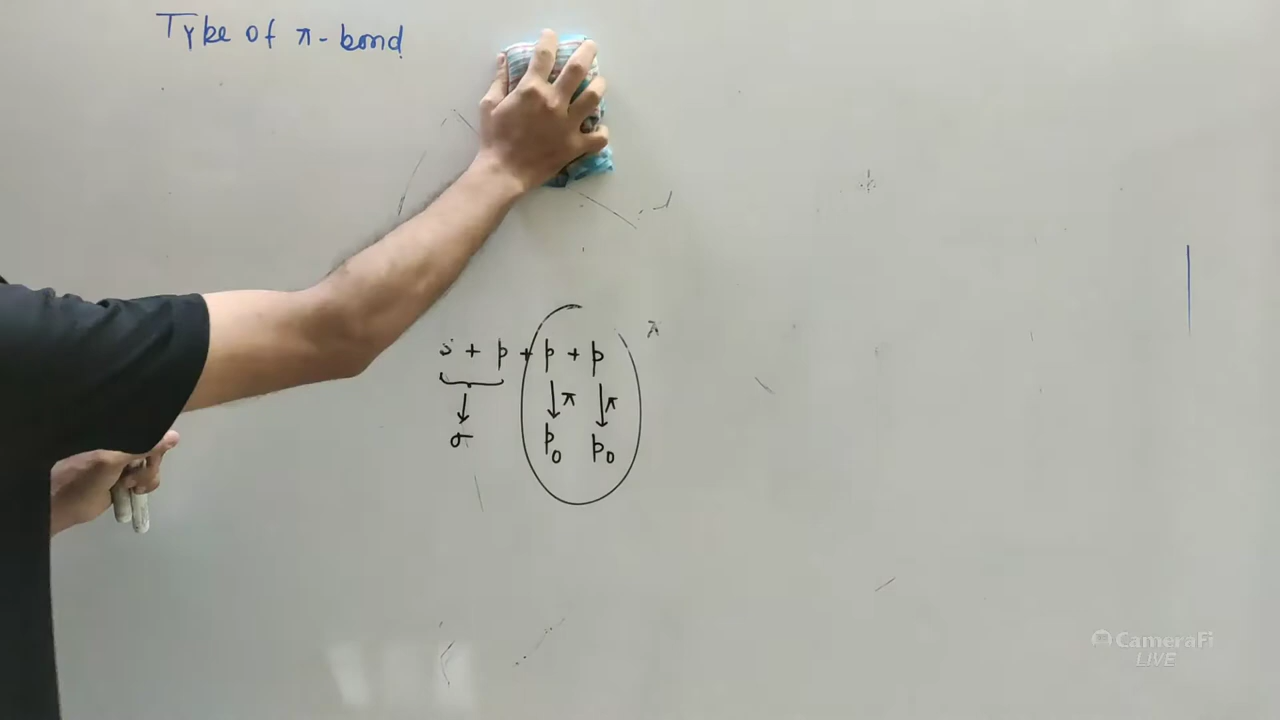 Type of π-bond
π
s + p + p + p
↓ ↓π ↓π
σ p₀ p₀
CameraFi
LIVE